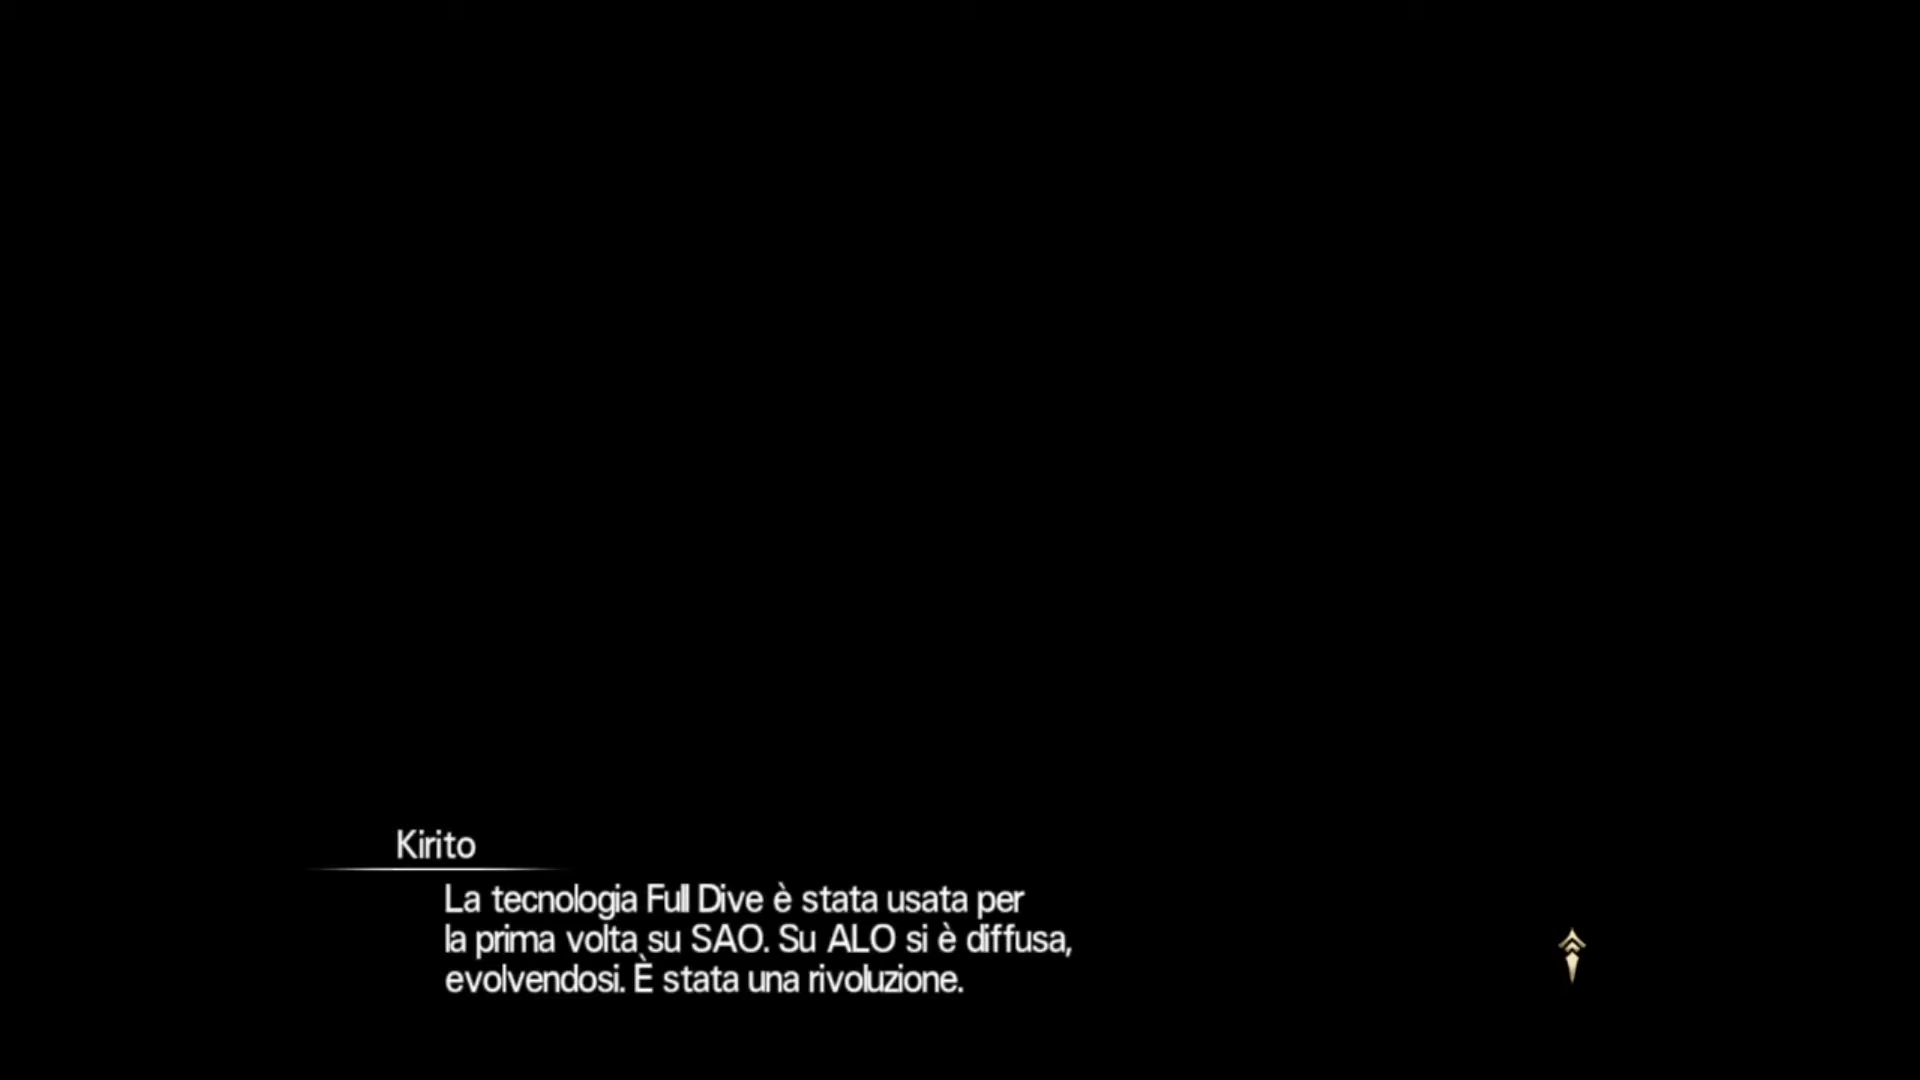 Kirito
La tecnologia Full Dive è stata usata per
la prima volta su SAO. Su ALO si è diffusa,
evolvendosi. È stata una rivoluzione.